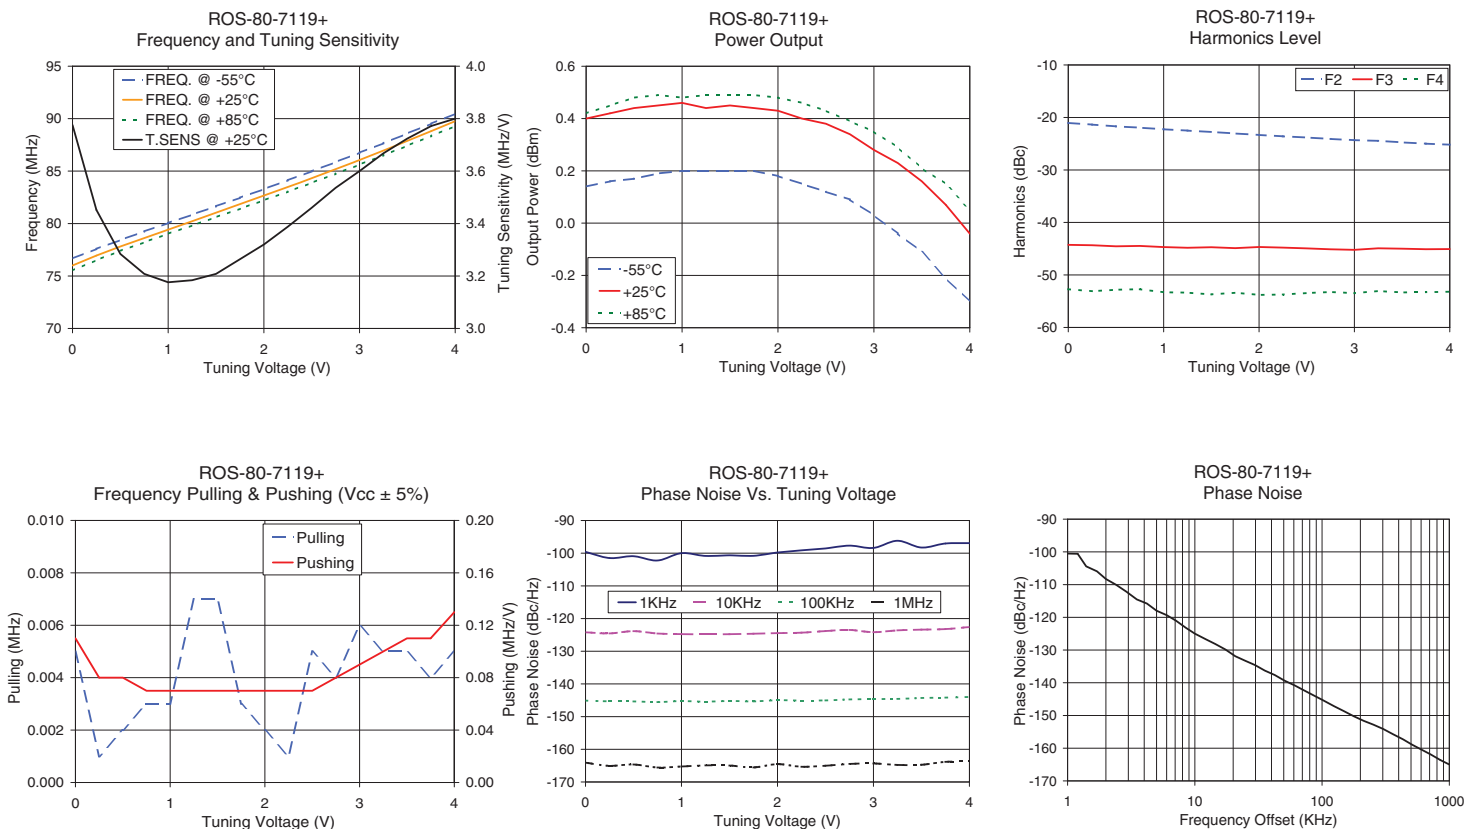 ROS-80-7119+
Frequency and Tuning Sensitivity
95
90
85
80
75
70
Frequency (MHz)
FREQ. @ -55°C
FREQ. @ +25°C
FREQ. @ +85°C
T.SENS @ +25°C
4.0
3.8
3.6
3.4
3.2
3.0
Tuning Sensitivity (MHz/V)
0 1 2 3 4
Tuning Voltage (V)
ROS-80-7119+
Power Output
0.6
0.4
0.2
0.0
-0.2
-0.4
Output Power (dBm)
-55°C
+25°C
+85°C
0 1 2 3 4
Tuning Voltage (V)
ROS-80-7119+
Harmonics Level
-10
-20
-30
-40
-50
-60
Harmonics (dBc)
F2 F3 F4
0 1 2 3 4
Tuning Voltage (V)
ROS-80-7119+
Frequency Pulling & Pushing (Vcc ± 5%)
0.010
0.008
0.006
0.004
0.002
0.000
Pulling (MHz)
Pulling
Pushing
0.20
0.16
0.12
0.08
0.04
0.00
Pushing (MHz/V)
0 1 2 3 4
Tuning Voltage (V)
ROS-80-7119+
Phase Noise Vs. Tuning Voltage
-90
-100
-110
-120
-130
-140
-150
-160
-170
Phase Noise (dBc/Hz)
1KHz 10KHz 100KHz 1MHz
0 1 2 3 4
Tuning Voltage (V)
ROS-80-7119+
Phase Noise
-90
-100
-110
-120
-130
-140
-150
-160
-170
Phase Noise (dBc/Hz)
1 10 100 1000
Frequency Offset (KHz)